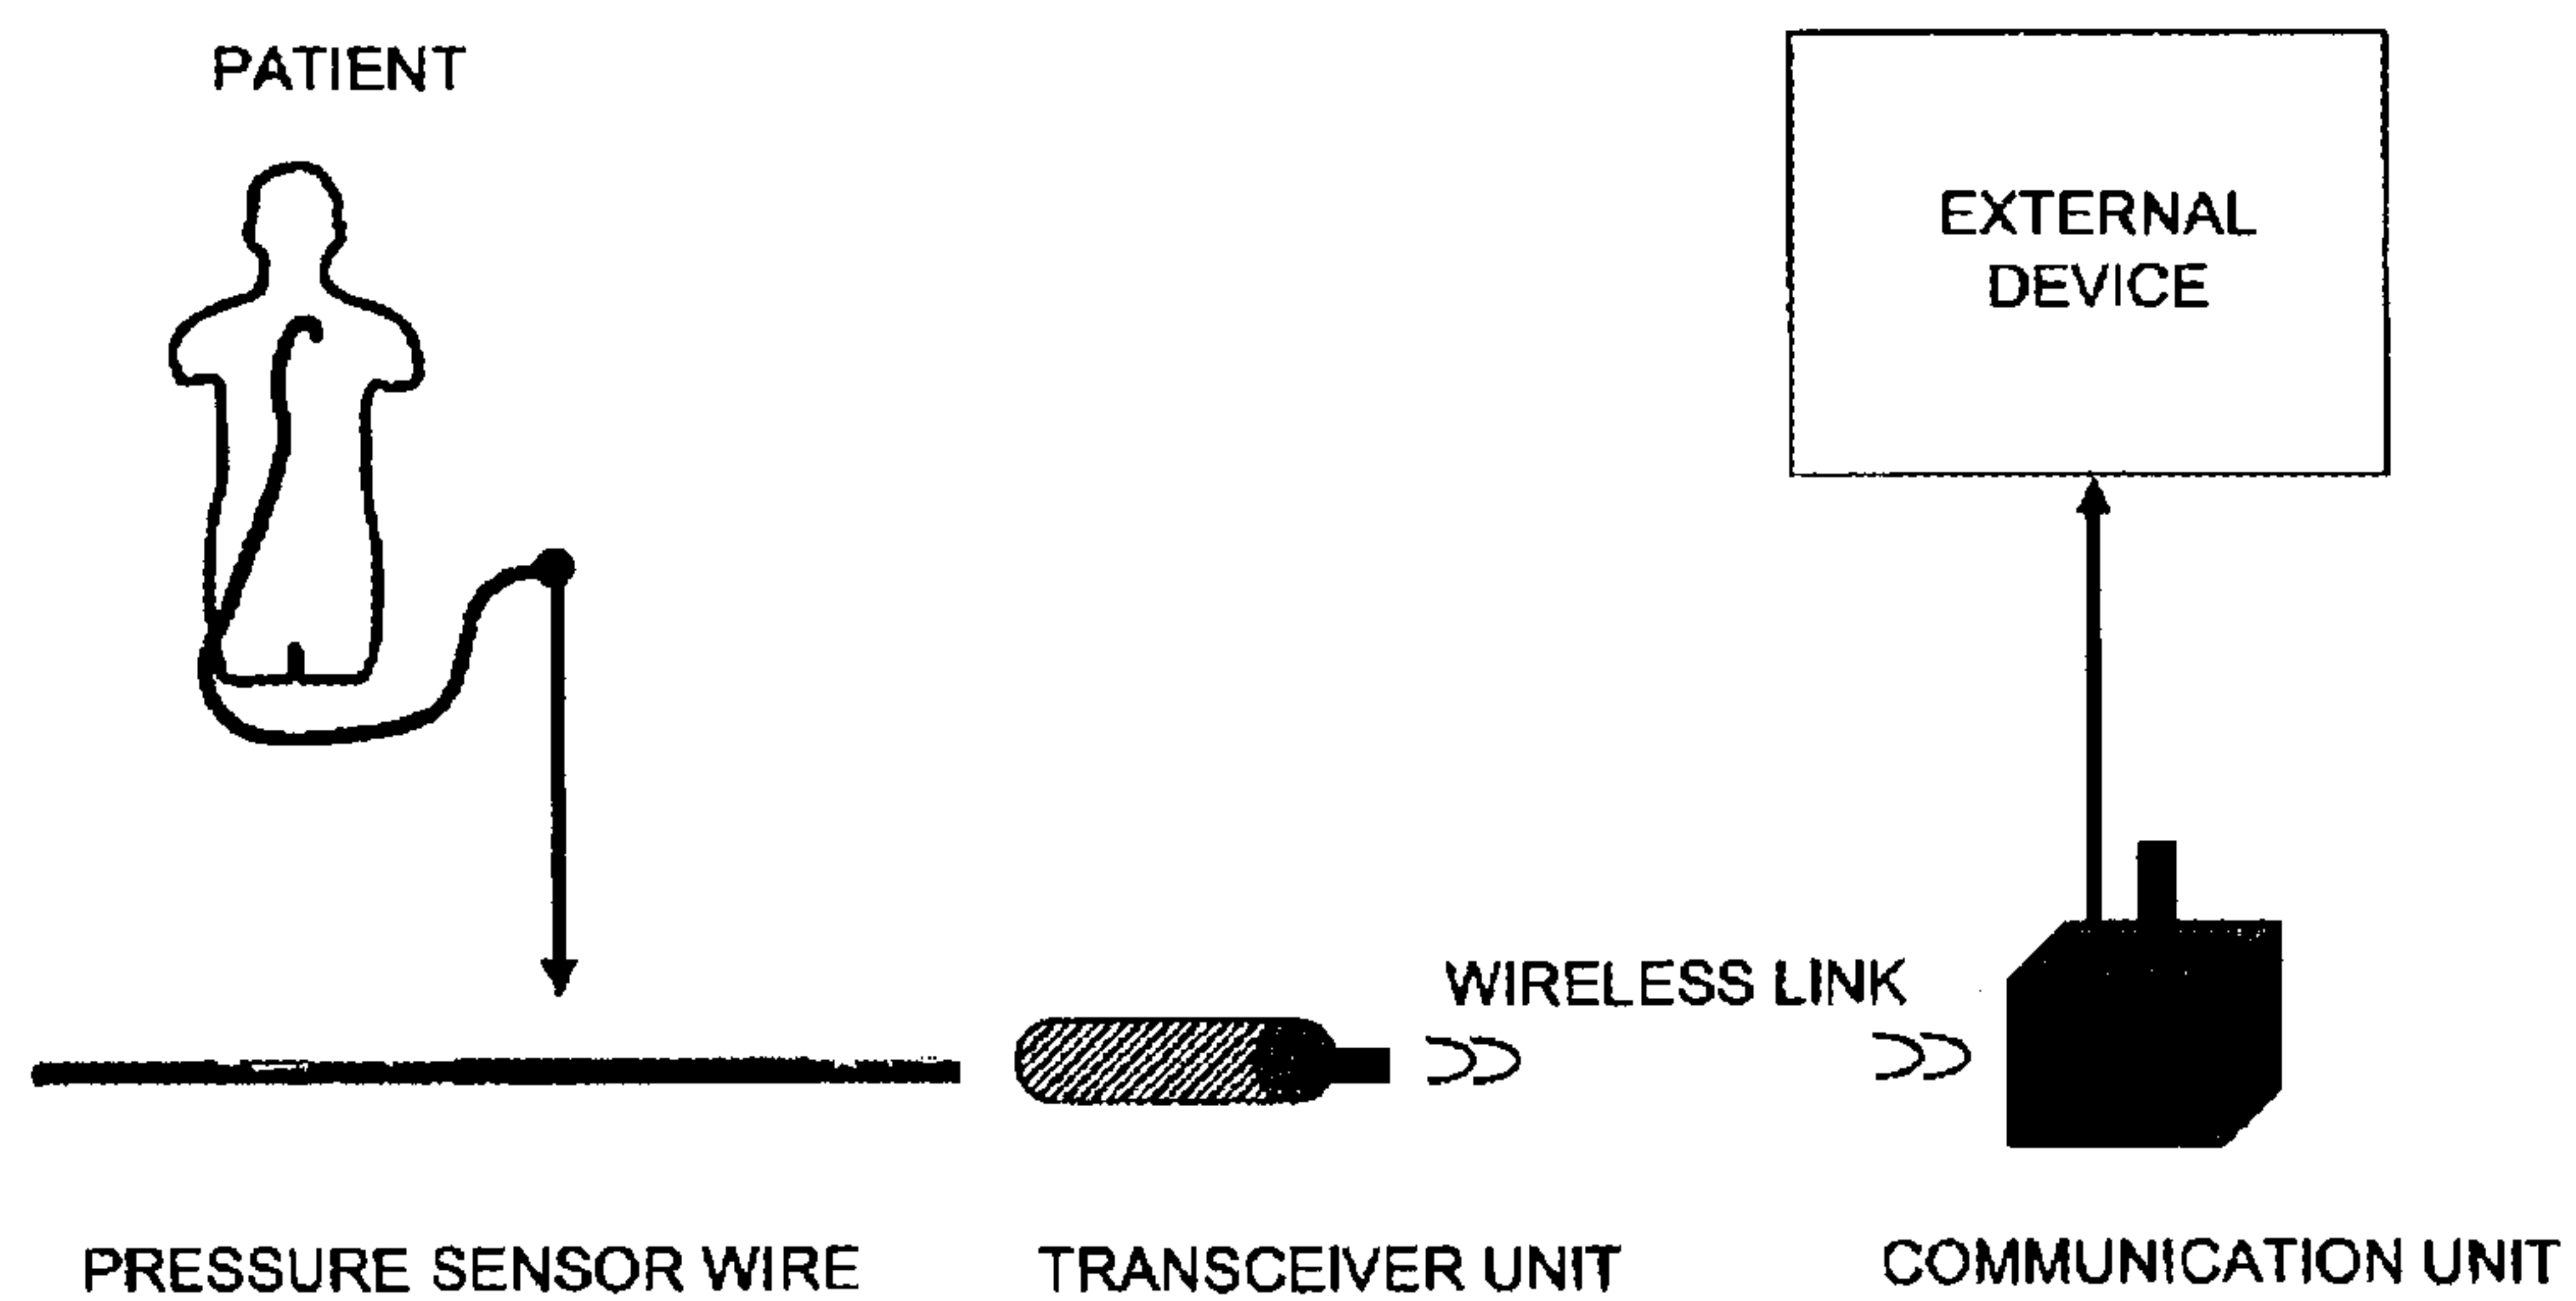 PATIENT
EXTERNAL
DEVICE
WIRELESS LINK
PRESSURE SENSOR WIRE
TRANSCEIVER UNIT
COMMUNICATION UNIT